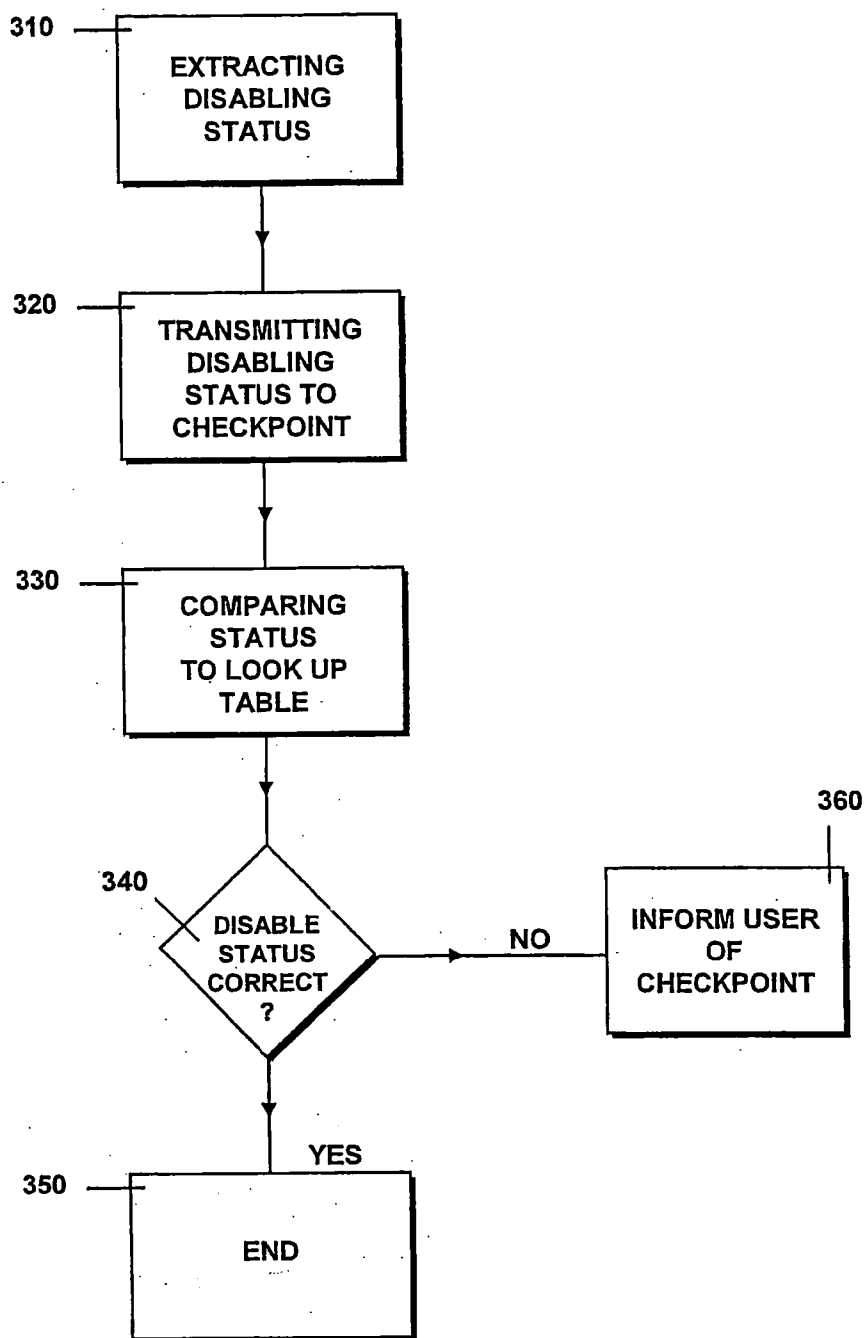 310
EXTRACTING
DISABLING
STATUS
320
TRANSMITTING
DISABLING
STATUS TO
CHECKPOINT
330
COMPARING
STATUS
TO LOOK UP
TABLE
340
DISABLE
STATUS
CORRECT
?
NO
360
INFORM USER
OF
CHECKPOINT
YES
350
END